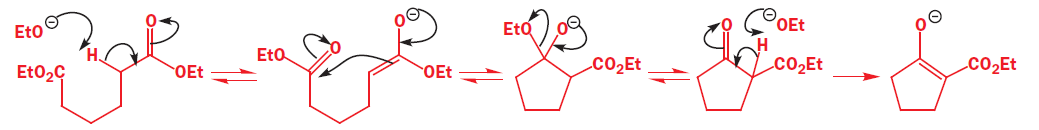 EtO⊖
O
H
EtO₂C
OEt
O⊖
EtO
O
OEt
EtO
O⊖
CO₂Et
O
⊖OEt
H
CO₂Et
O⊖
CO₂Et